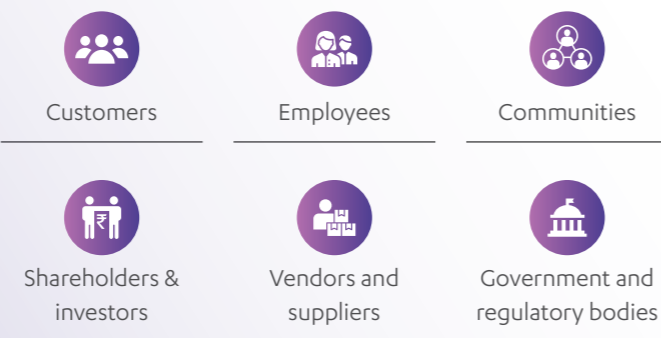 Customers
Employees
Communities
Shareholders &
investors
Vendors and
suppliers
Government and
regulatory bodies